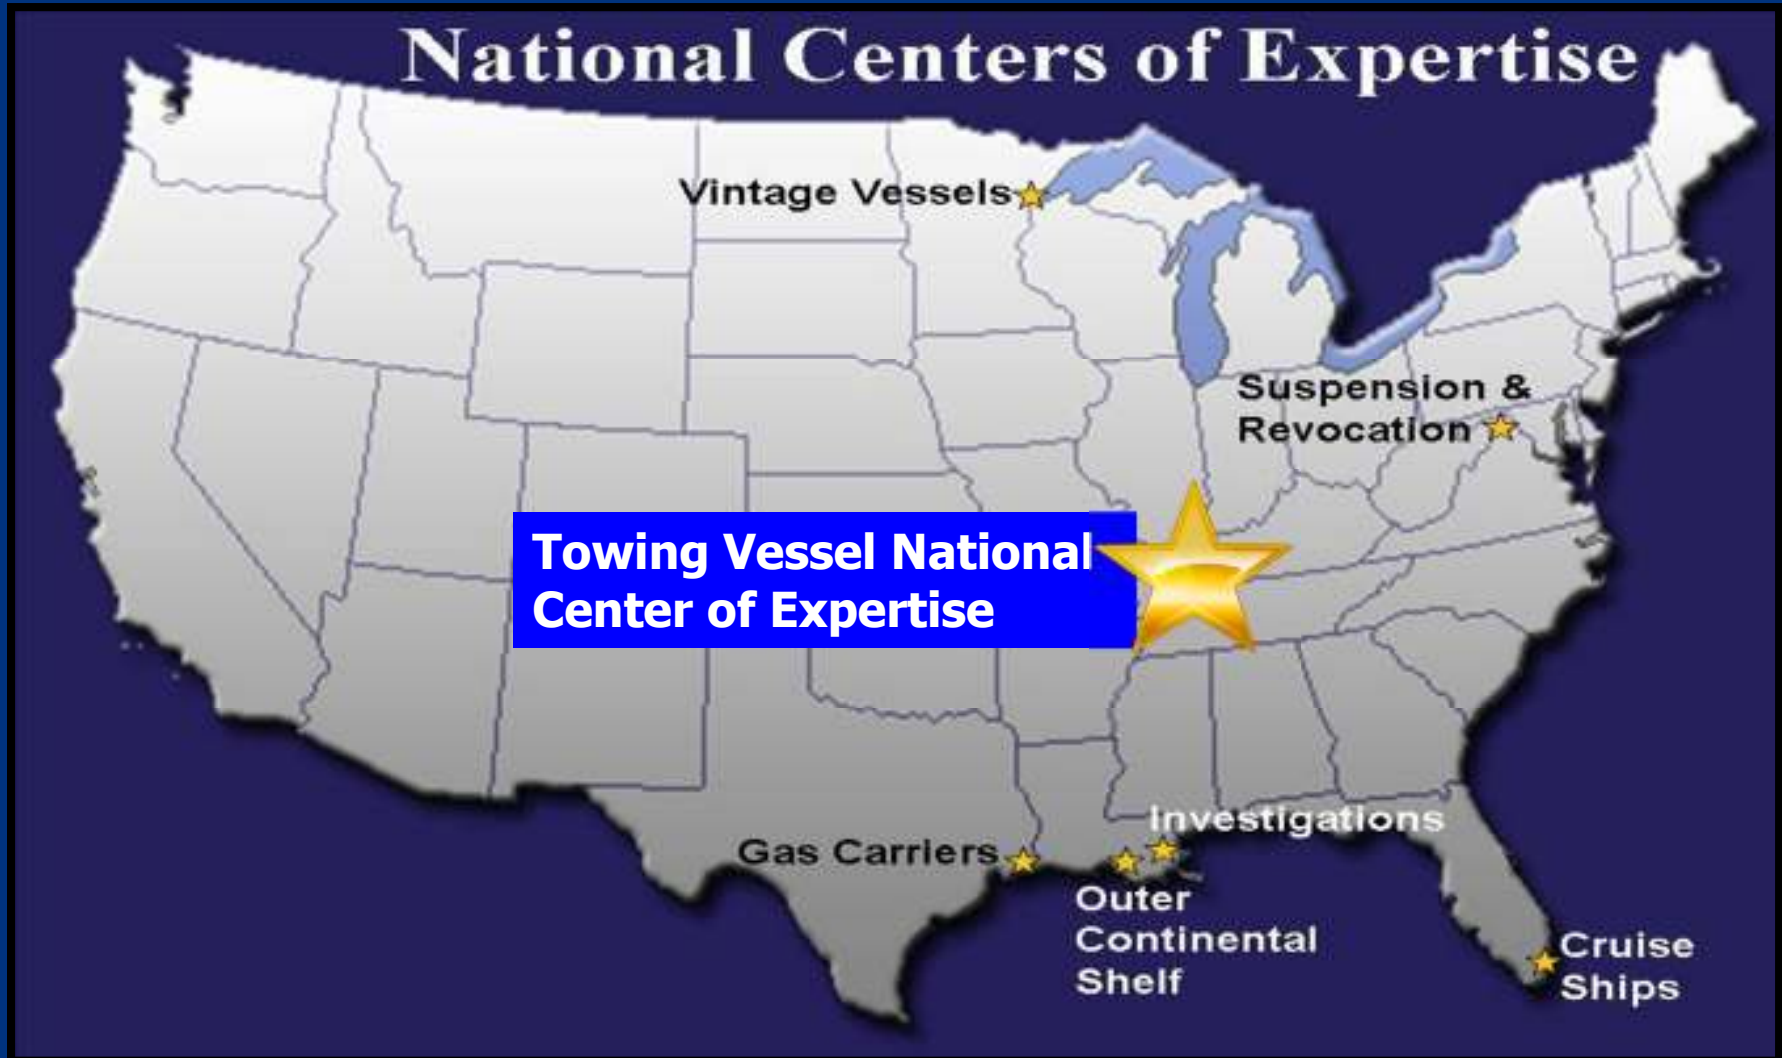 National Centers of Expertise
Vintage Vessels
Suspension &
Revocation
Towing Vessel National
Center of Expertise
Investigations
Gas Carriers
Outer
Continental
Shelf
Cruise
Ships